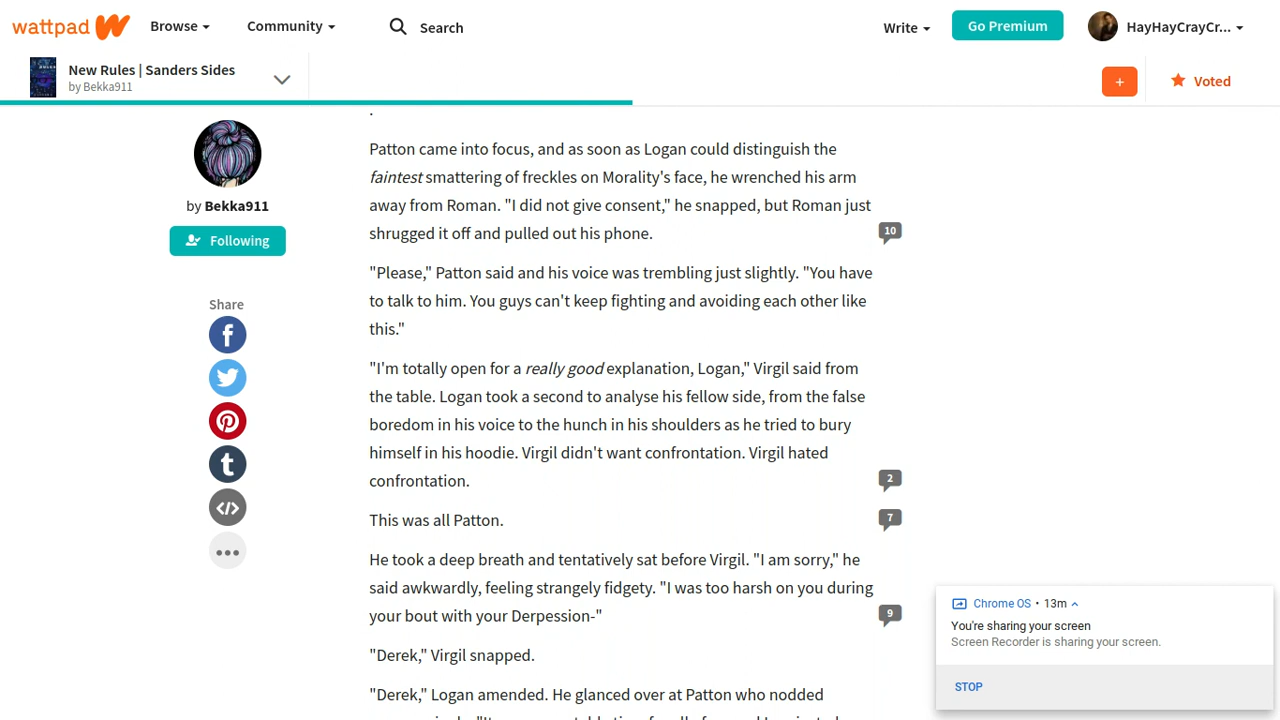 wattpad
Browse
Community
Search
Write
Go Premium
HayHayCrayCr...
New Rules | Sanders Sides
by Bekka911
+
Voted
.
by Bekka911
Following
Share
Patton came into focus, and as soon as Logan could distinguish the
faintest smattering of freckles on Morality's face, he wrenched his arm
away from Roman. "I did not give consent," he snapped, but Roman just
shrugged it off and pulled out his phone.
10
"Please," Patton said and his voice was trembling just slightly. "You have
to talk to him. You guys can't keep fighting and avoiding each other like
this."
"I'm totally open for a really good explanation, Logan," Virgil said from
the table. Logan took a second to analyse his fellow side, from the false
boredom in his voice to the hunch in his shoulders as he tried to bury
himself in his hoodie. Virgil didn't want confrontation. Virgil hated
confrontation.
2
This was all Patton.
7
He took a deep breath and tentatively sat before Virgil. "I am sorry," he
said awkwardly, feeling strangely fidgety. "I was too harsh on you during
your bout with your Derpession-"
9
"Derek," Virgil snapped.
"Derek," Logan amended. He glanced over at Patton who nodded
Chrome OS • 13m
You're sharing your screen
Screen Recorder is sharing your screen.
STOP